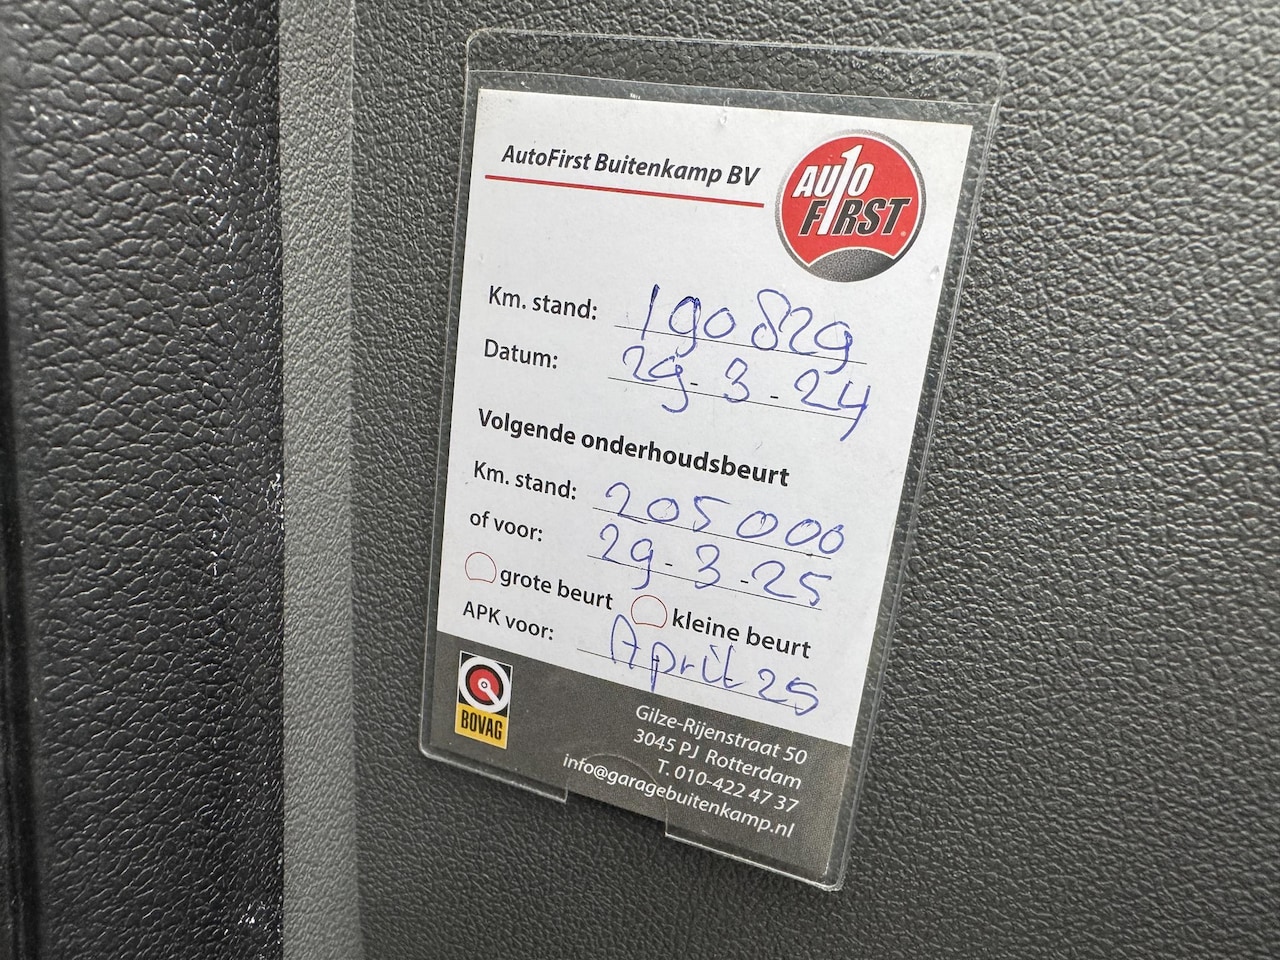 AutoFirst Buitenkamp BV
AUTO
FIRST
Km. stand: 190829
Datum: 29-3-24
Volgende onderhoudsbeurt
Km. stand: 205000
of voor: 29-3-25
grote beurt kleine beurt
APK voor: April 25
BOVAG
Gilze-Rijenstraat 50
3045 PJ Rotterdam
T. 010-422 47 37
info@garagebuitenkamp.nl